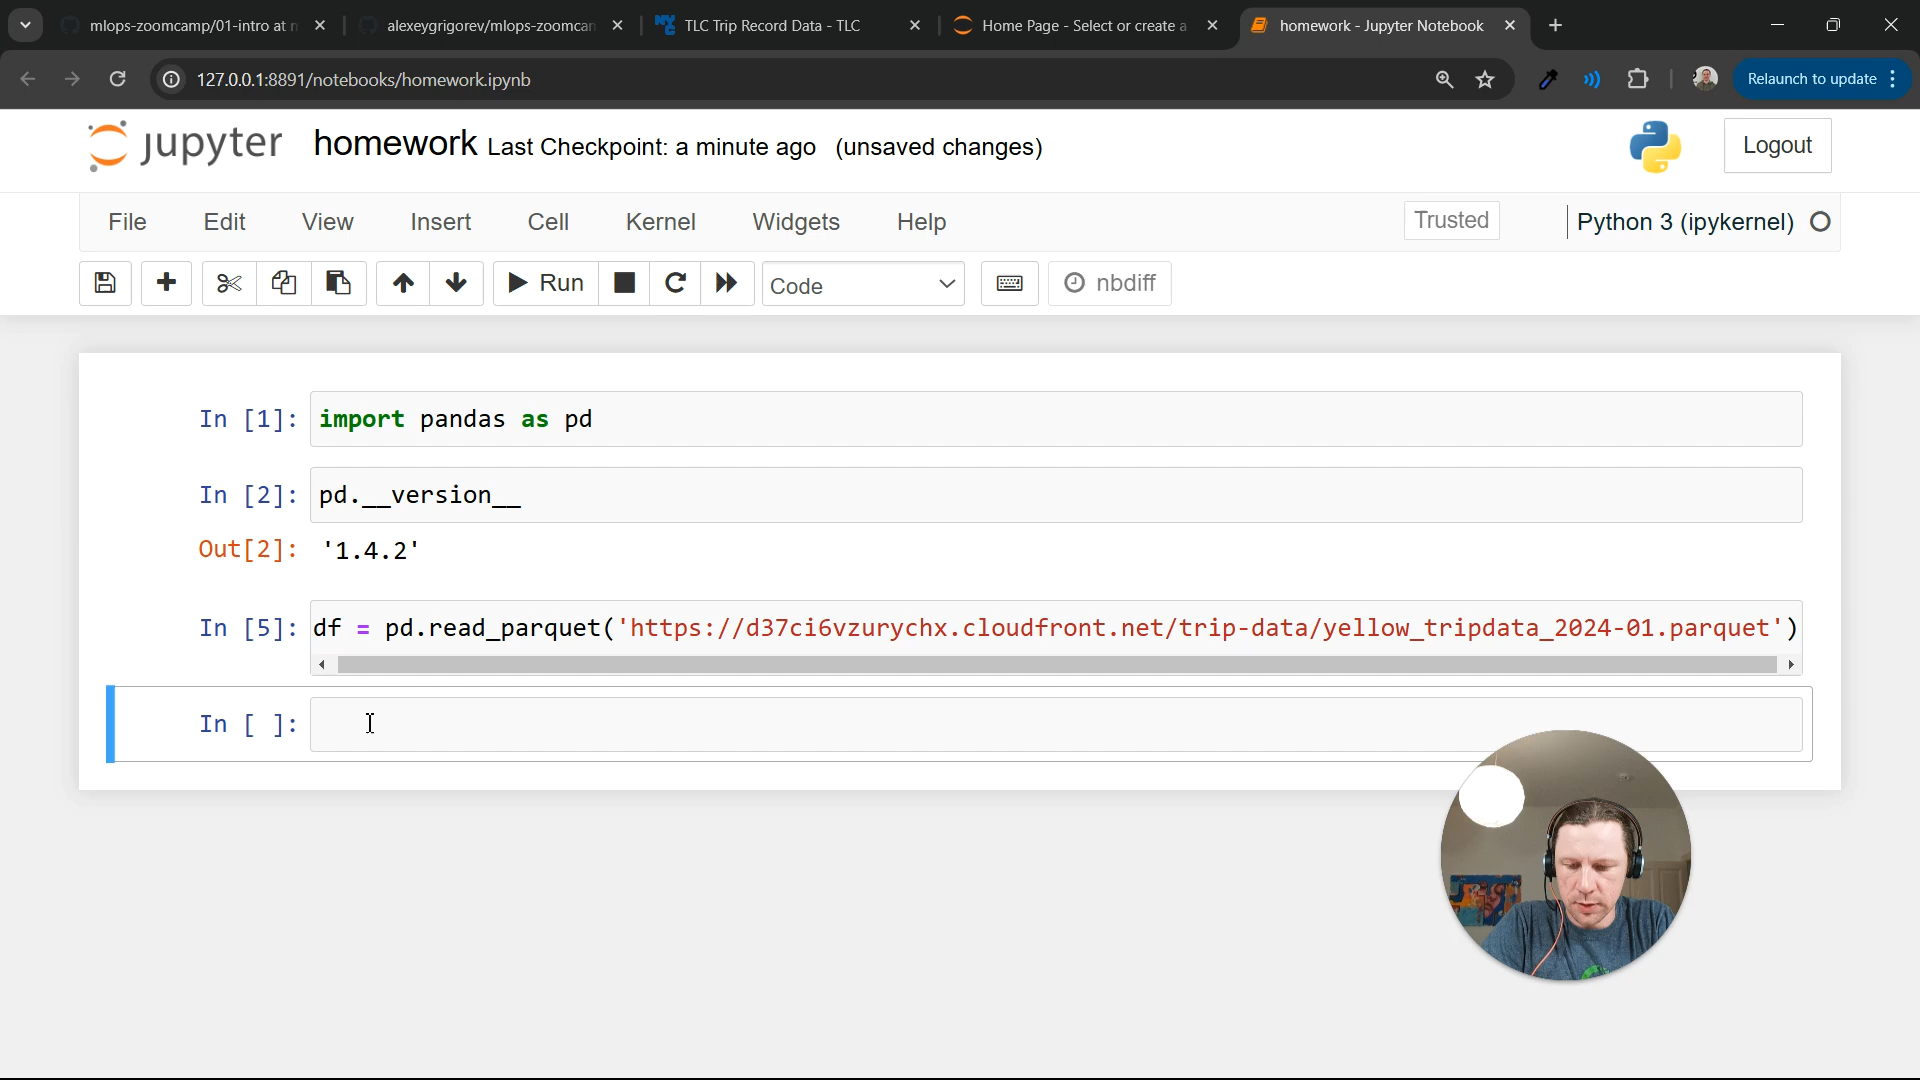 mlops-zoomcamp/01-intro at m
alexeygrigorev/mlops-zoomcam
TLC Trip Record Data - TLC
Home Page - Select or create a
homework - Jupyter Notebook
127.0.0.1:8891/notebooks/homework.ipynb
Relaunch to update
jupyter homework Last Checkpoint: a minute ago (unsaved changes)
Logout
File Edit View Insert Cell Kernel Widgets Help
Trusted
Python 3 (ipykernel)
Run
Code
nbdiff
In [1]: import pandas as pd
In [2]: pd.__version__
Out[2]: '1.4.2'
In [5]: df = pd.read_parquet('https://d37ci6vzurychx.cloudfront.net/trip-data/yellow_tripdata_2024-01.parquet')
In [ ]: